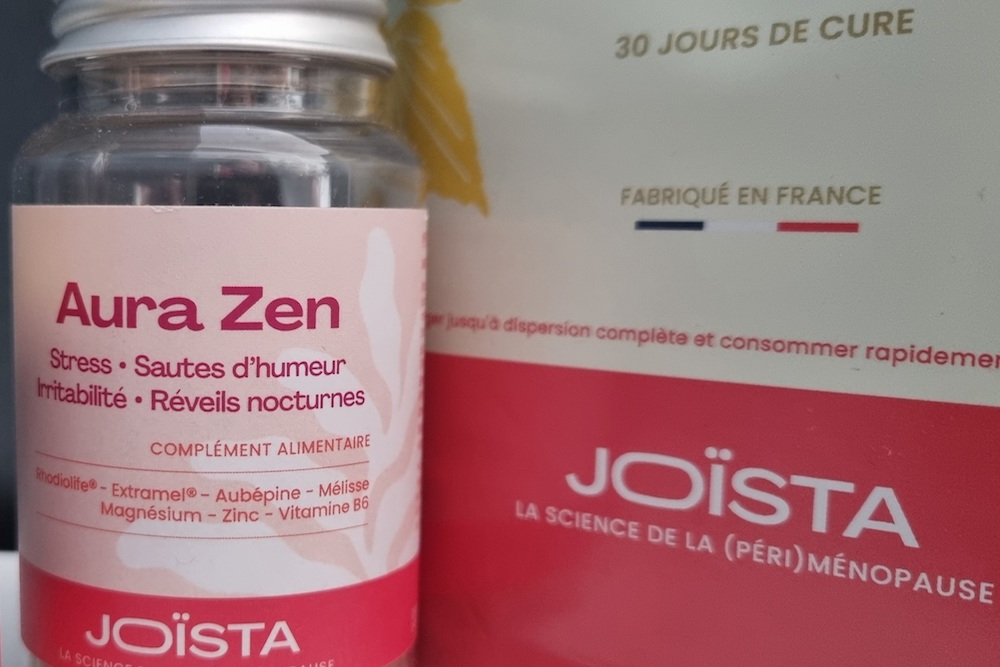 Aura Zen
Stress • Sautes d'humeur
Irritabilité • Réveils nocturnes
COMPLÉMENT ALIMENTAIRE
Rhodiolife® - Extramel® - Aubépine - Mélisse
Magnésium - Zinc - Vitamine B6
JOÏSTA
LA SCIENCE
30 JOURS DE CURE
FABRIQUÉ EN FRANCE
jusqu'à dispersion complète et consommer
JOÏSTA
LA SCIENCE DE LA (PÉRI)MÉNOPAUSE